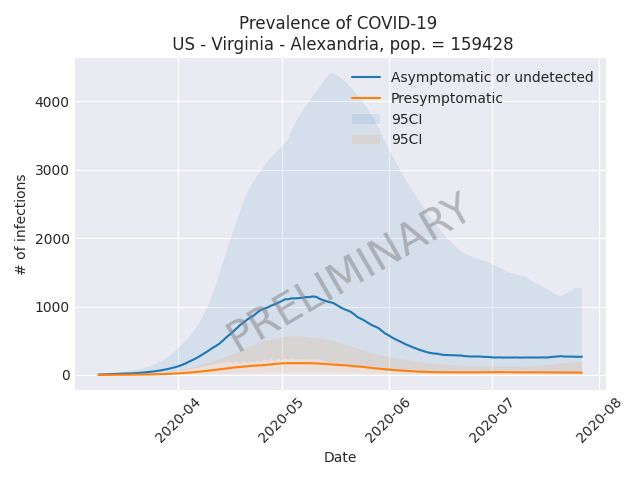 Prevalence of COVID-19
US - Virginia - Alexandria, pop. = 159428
Asymptomatic or undetected
Presymptomatic
95CI
95CI
# of infections
4000
3000
2000
1000
0
PRELIMINARY
2020-04
2020-05
2020-06
2020-07
2020-08
Date